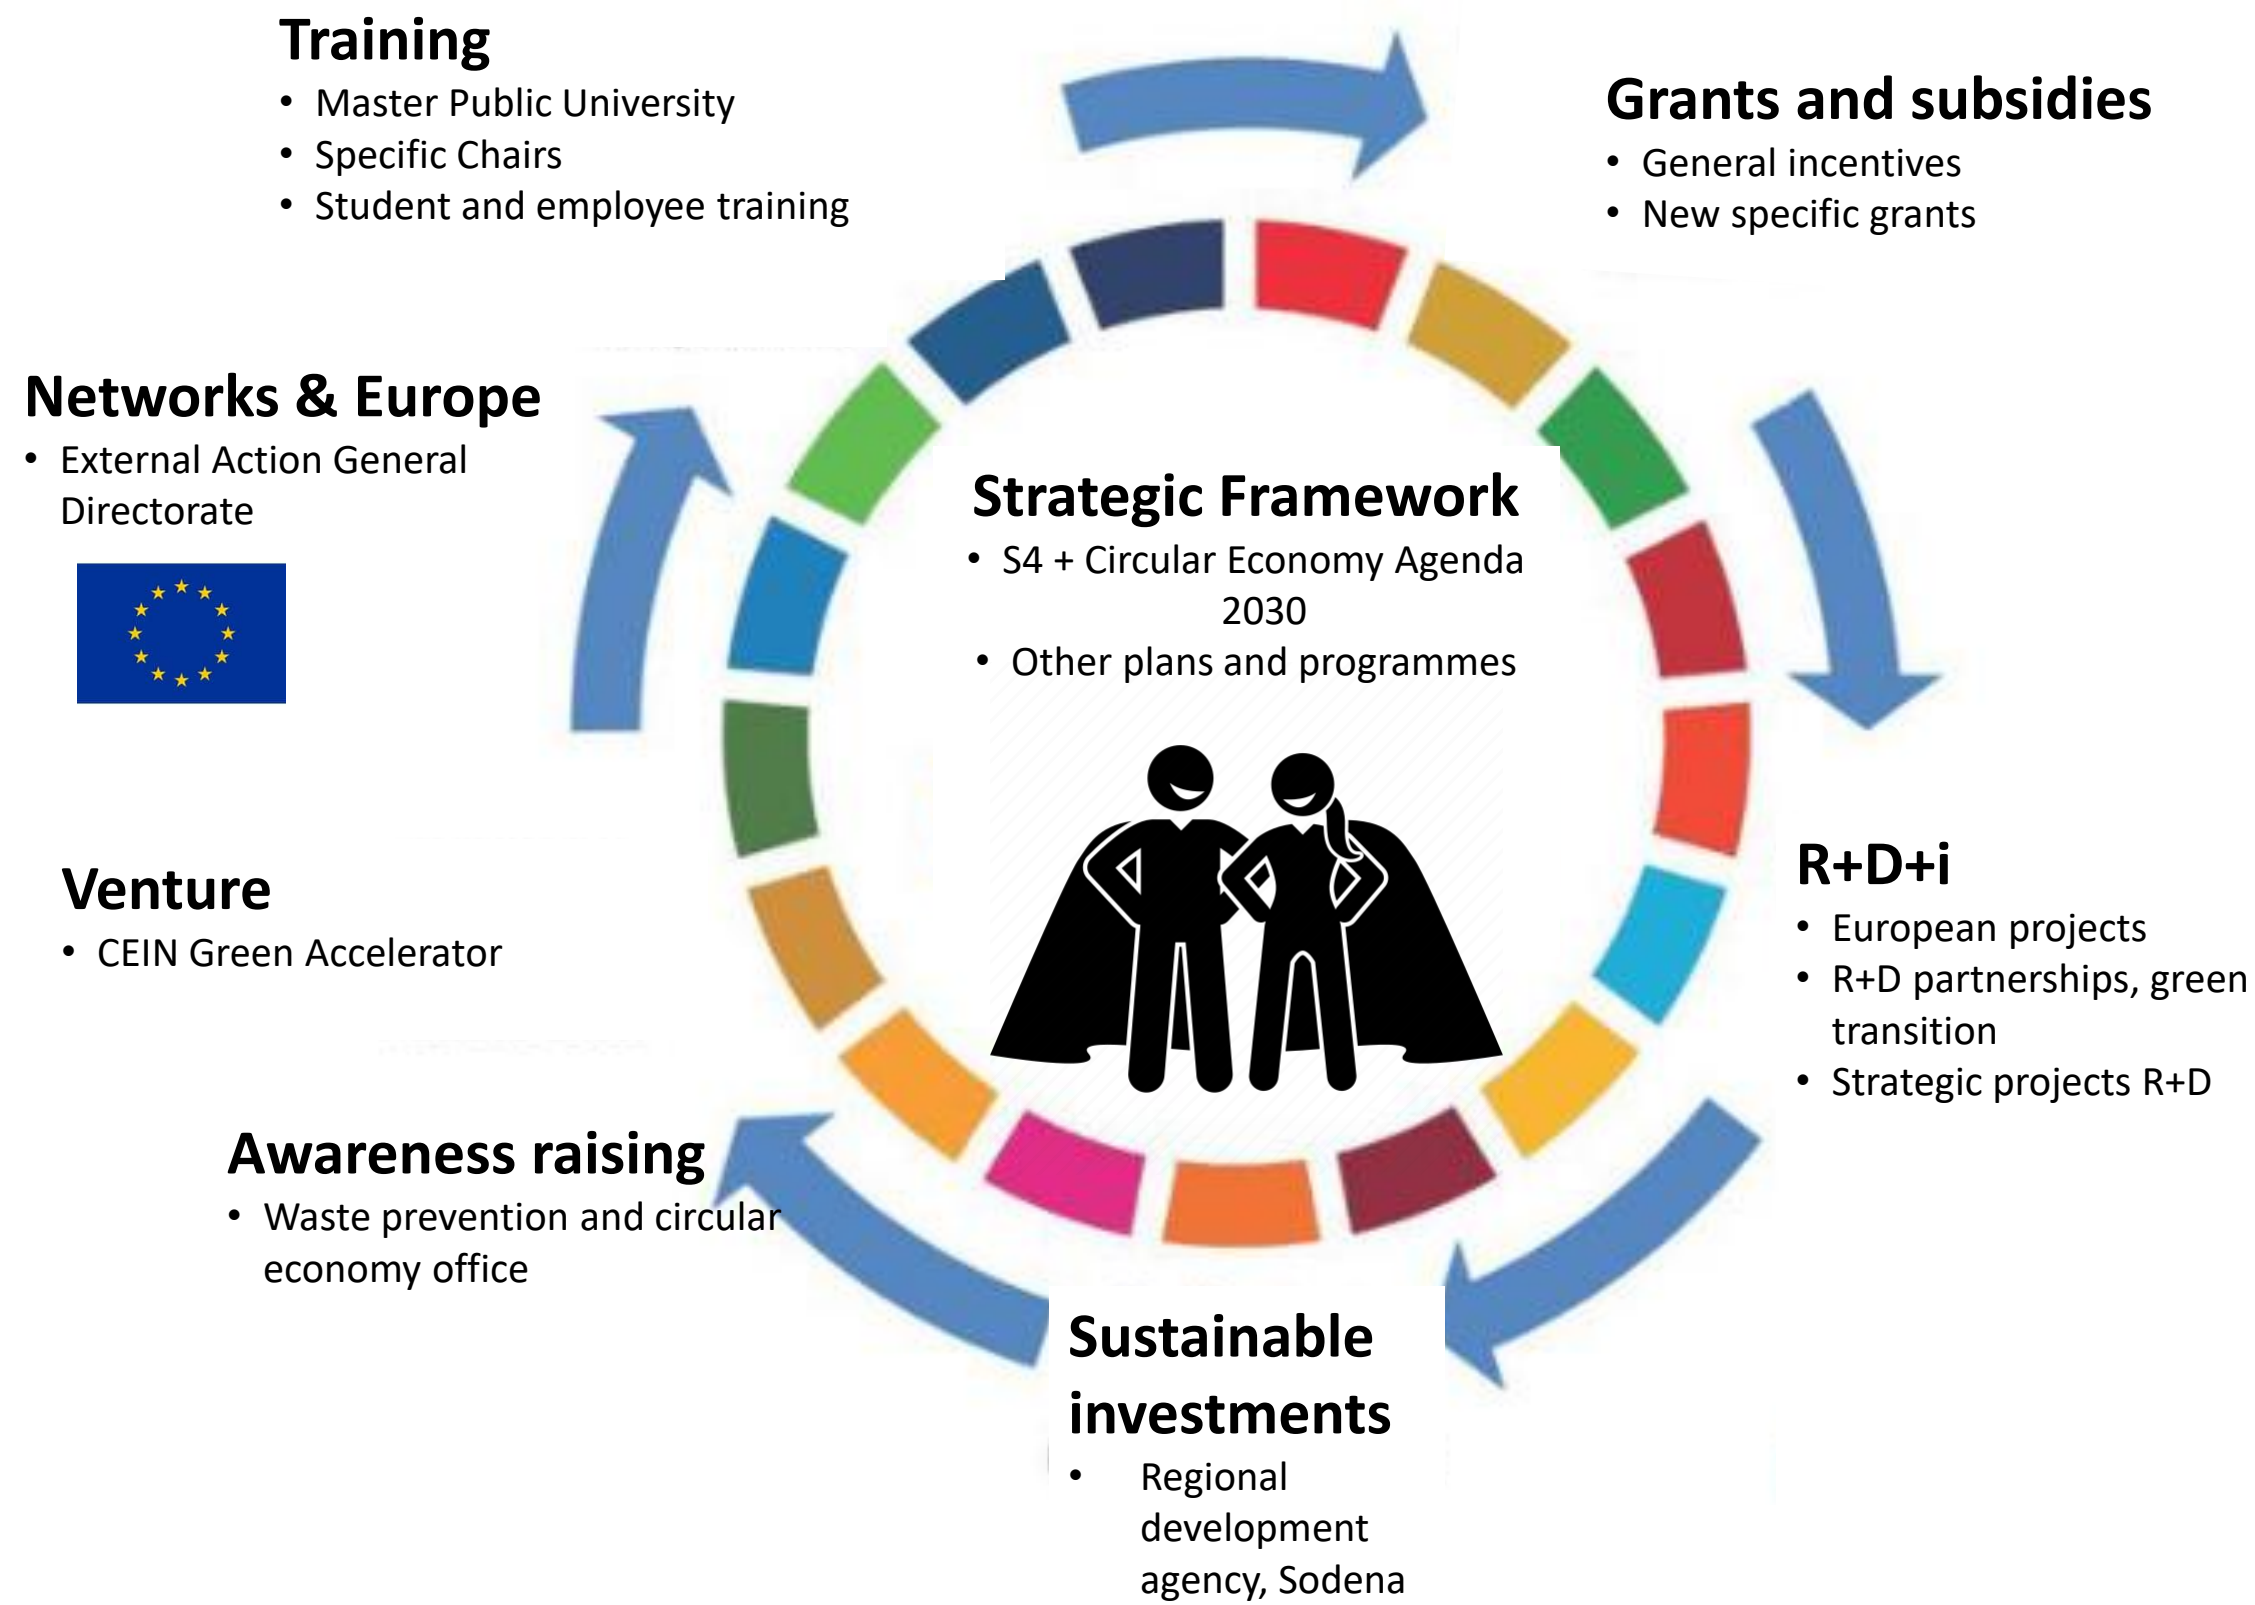 Training
• Master Public University
• Specific Chairs
• Student and employee training
Grants and subsidies
• General incentives
• New specific grants
Networks & Europe
• External Action General
Directorate
Strategic Framework
• S4 + Circular Economy Agenda
2030
• Other plans and programmes
R+D+i
• European projects
• R+D partnerships, green
transition
• Strategic projects R+D
Venture
• CEIN Green Accelerator
Awareness raising
• Waste prevention and circular
economy office
Sustainable
investments
• Regional
development
agency, Sodena